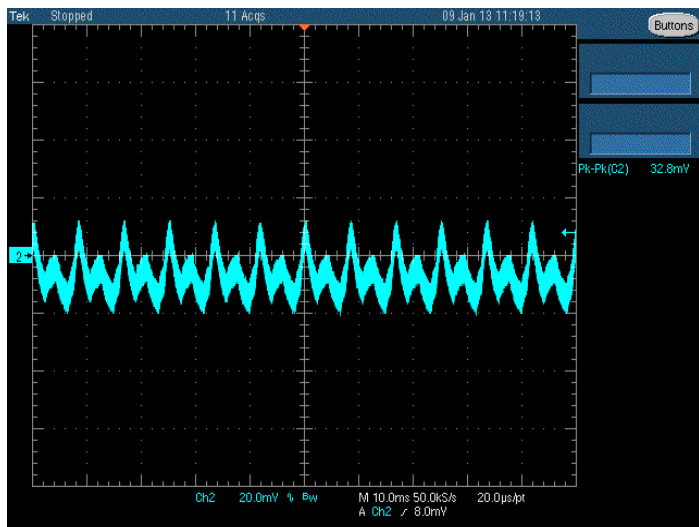 Tek Stopped 11 Acqs 09 Jan 13 11:19:13
Buttons
Pk-Pk(C2) 32.8mV
2
Ch2 20.0mV ∿ Bw M 10.0ms 50.0kS/s 20.0µs/pt
A Ch2 ∕ 8.0mV